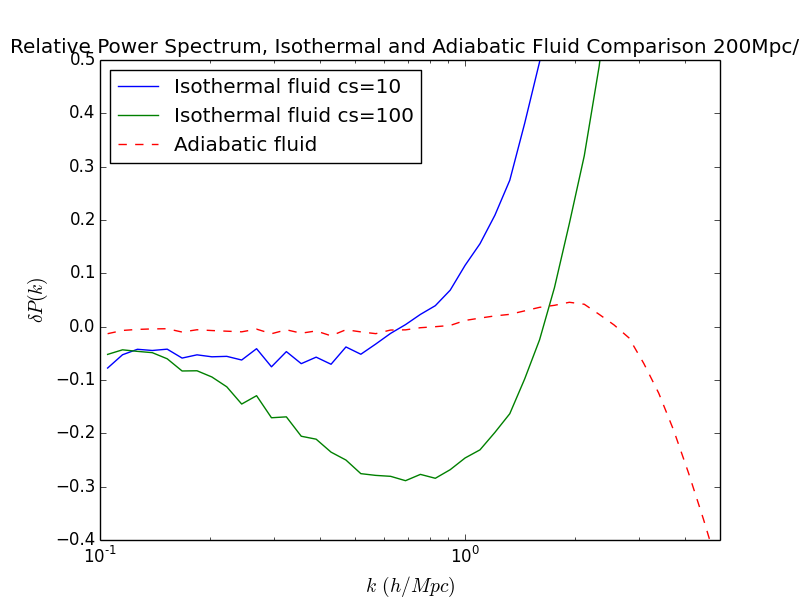 Relative Power Spectrum, Isothermal and Adiabatic Fluid Comparison 200Mpc/
0.5
0.4
0.3
0.2
0.1
0.0
−0.1
−0.2
−0.3
−0.4
δP(k)
Isothermal fluid cs=10
Isothermal fluid cs=100
Adiabatic fluid
10⁻¹
10⁰
k (h/Mpc)